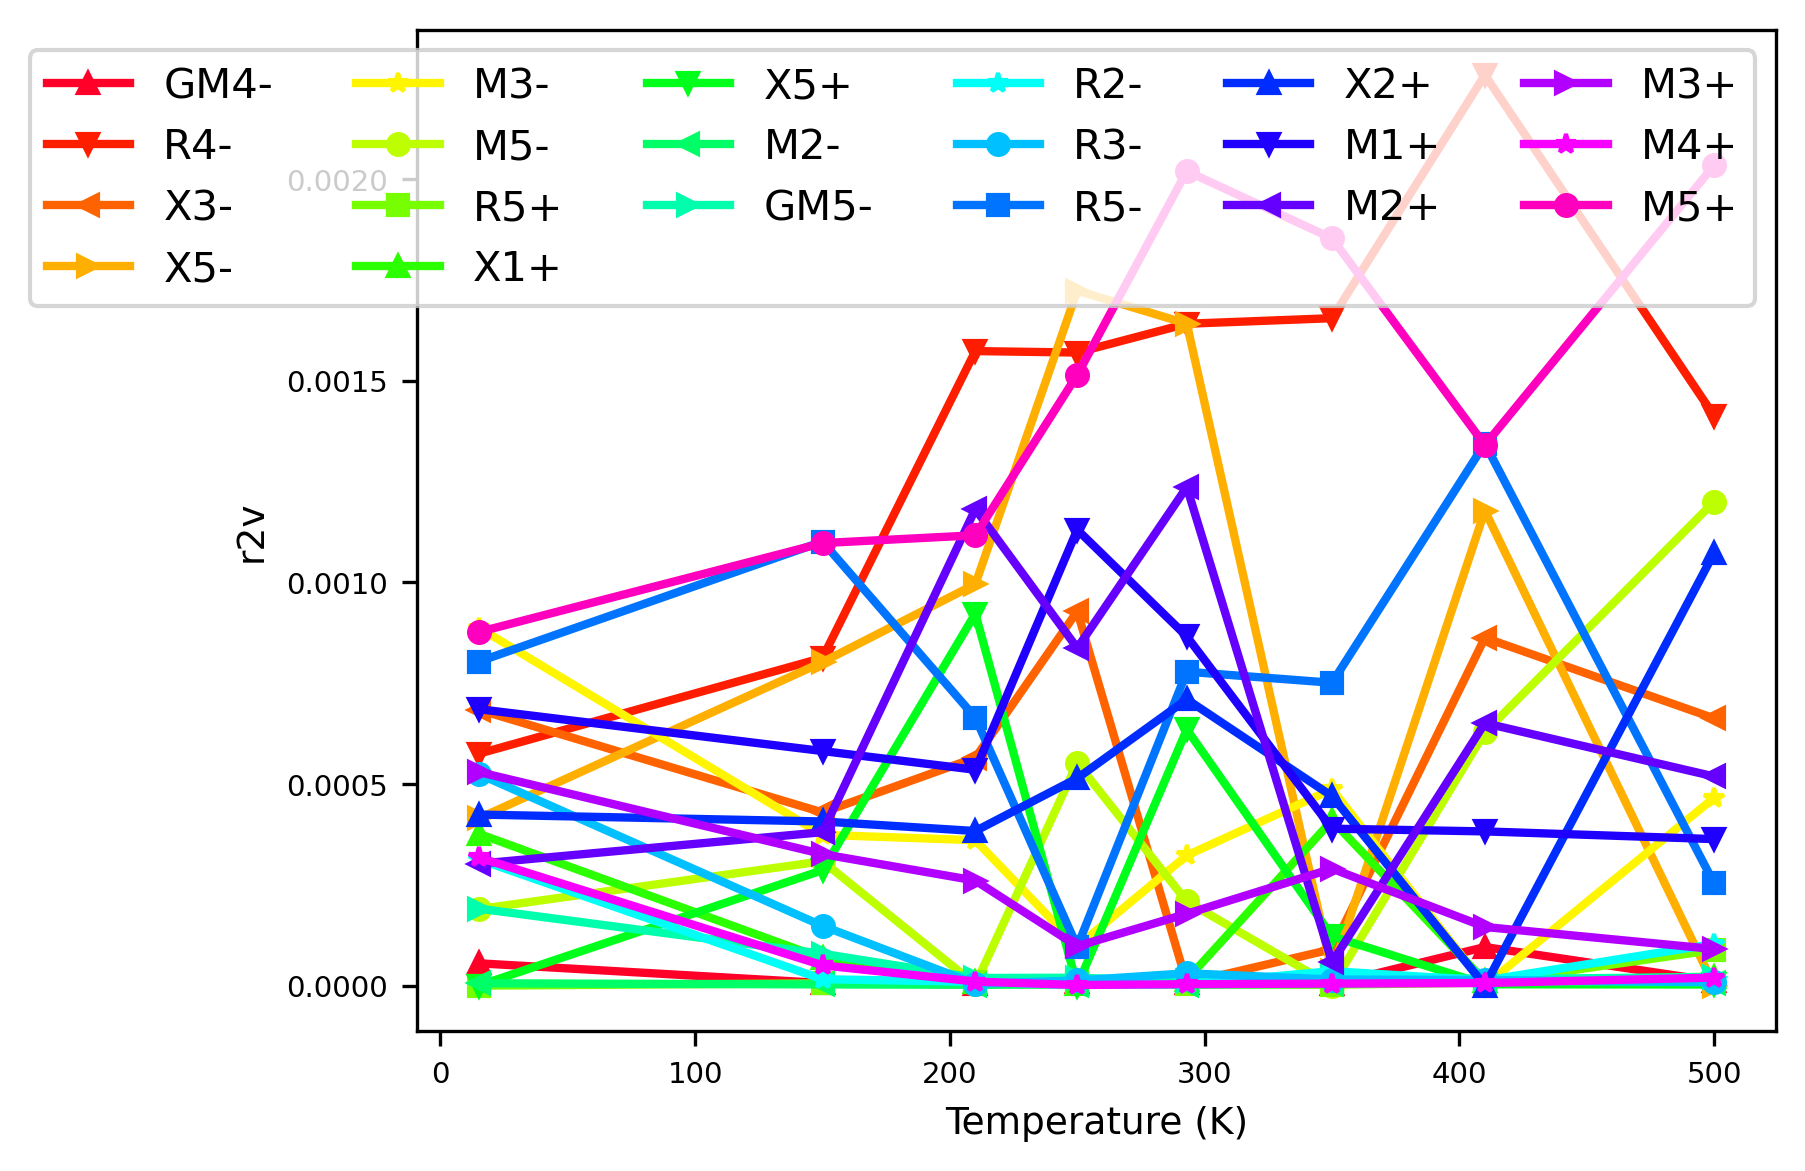 GM4- M3- X5+ R2- X2+ M3+
R4- M5- M2- R3- M1+ M4+
X3- R5+ GM5- R5- M2+ M5+
X5- X1+
0.0020
0.0015
0.0010
0.0005
0.0000
r2v
0 100 200 300 400 500
Temperature (K)